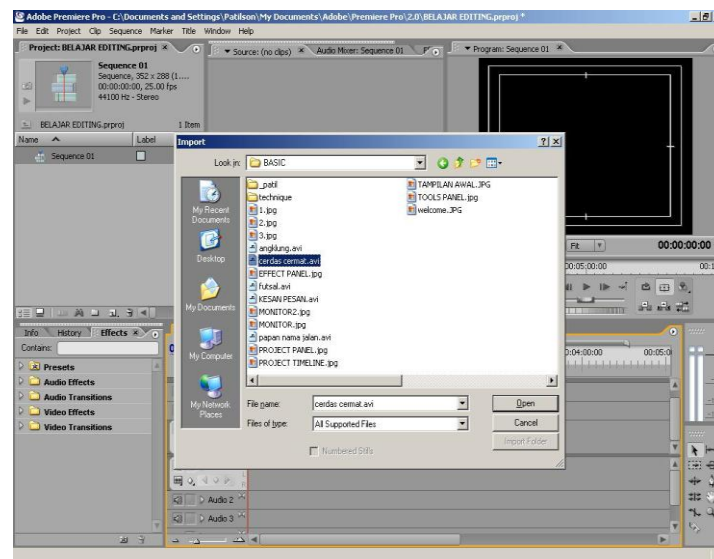 Adobe Premiere Pro - C:\Documents and Settings\Patilson\My Documents\Adobe\Premiere Pro\2.0\BELAJAR EDITING.prproj *
File Edit Project Clip Sequence Marker Title Window Help
Project: BELAJAR EDITING.prproj
Source: (no clips)
Audio Mixer: Sequence 01
Program: Sequence 01
Sequence 01
Sequence, 352 x 288 (1....
00:00:00:00, 25.00 fps
44100 Hz - Stereo
BELAJAR EDITING.prproj 1 Item
Name Label
Sequence 01
Import
Look in: BASIC
My Recent Documents
Desktop
My Documents
My Computer
My Network Places
_patil
technique
1.jpg
2.jpg
3.jpg
angklung.avi
cerdas cermat.avi
EFFECT PANEL.jpg
futsal.avi
KESAN PESAN.avi
MONITOR2.jpg
MONITOR.jpg
papan nama jalan.avi
PROJECT PANEL.jpg
PROJECT TIMELINE.jpg
TAMPILAN AWAL.JPG
TOOLS PANEL.jpg
welcome.JPG
File name: cerdas cermat.avi Open
Files of type: All Supported Files Cancel
Import Folder
Numbered Stills
Fit 00:00:00:00
00:05:00:00 00:1
Info History Effects
Contains:
Presets
Audio Effects
Audio Transitions
Video Effects
Video Transitions
0:04:00:00 00:05:0
Audio 2
Audio 3